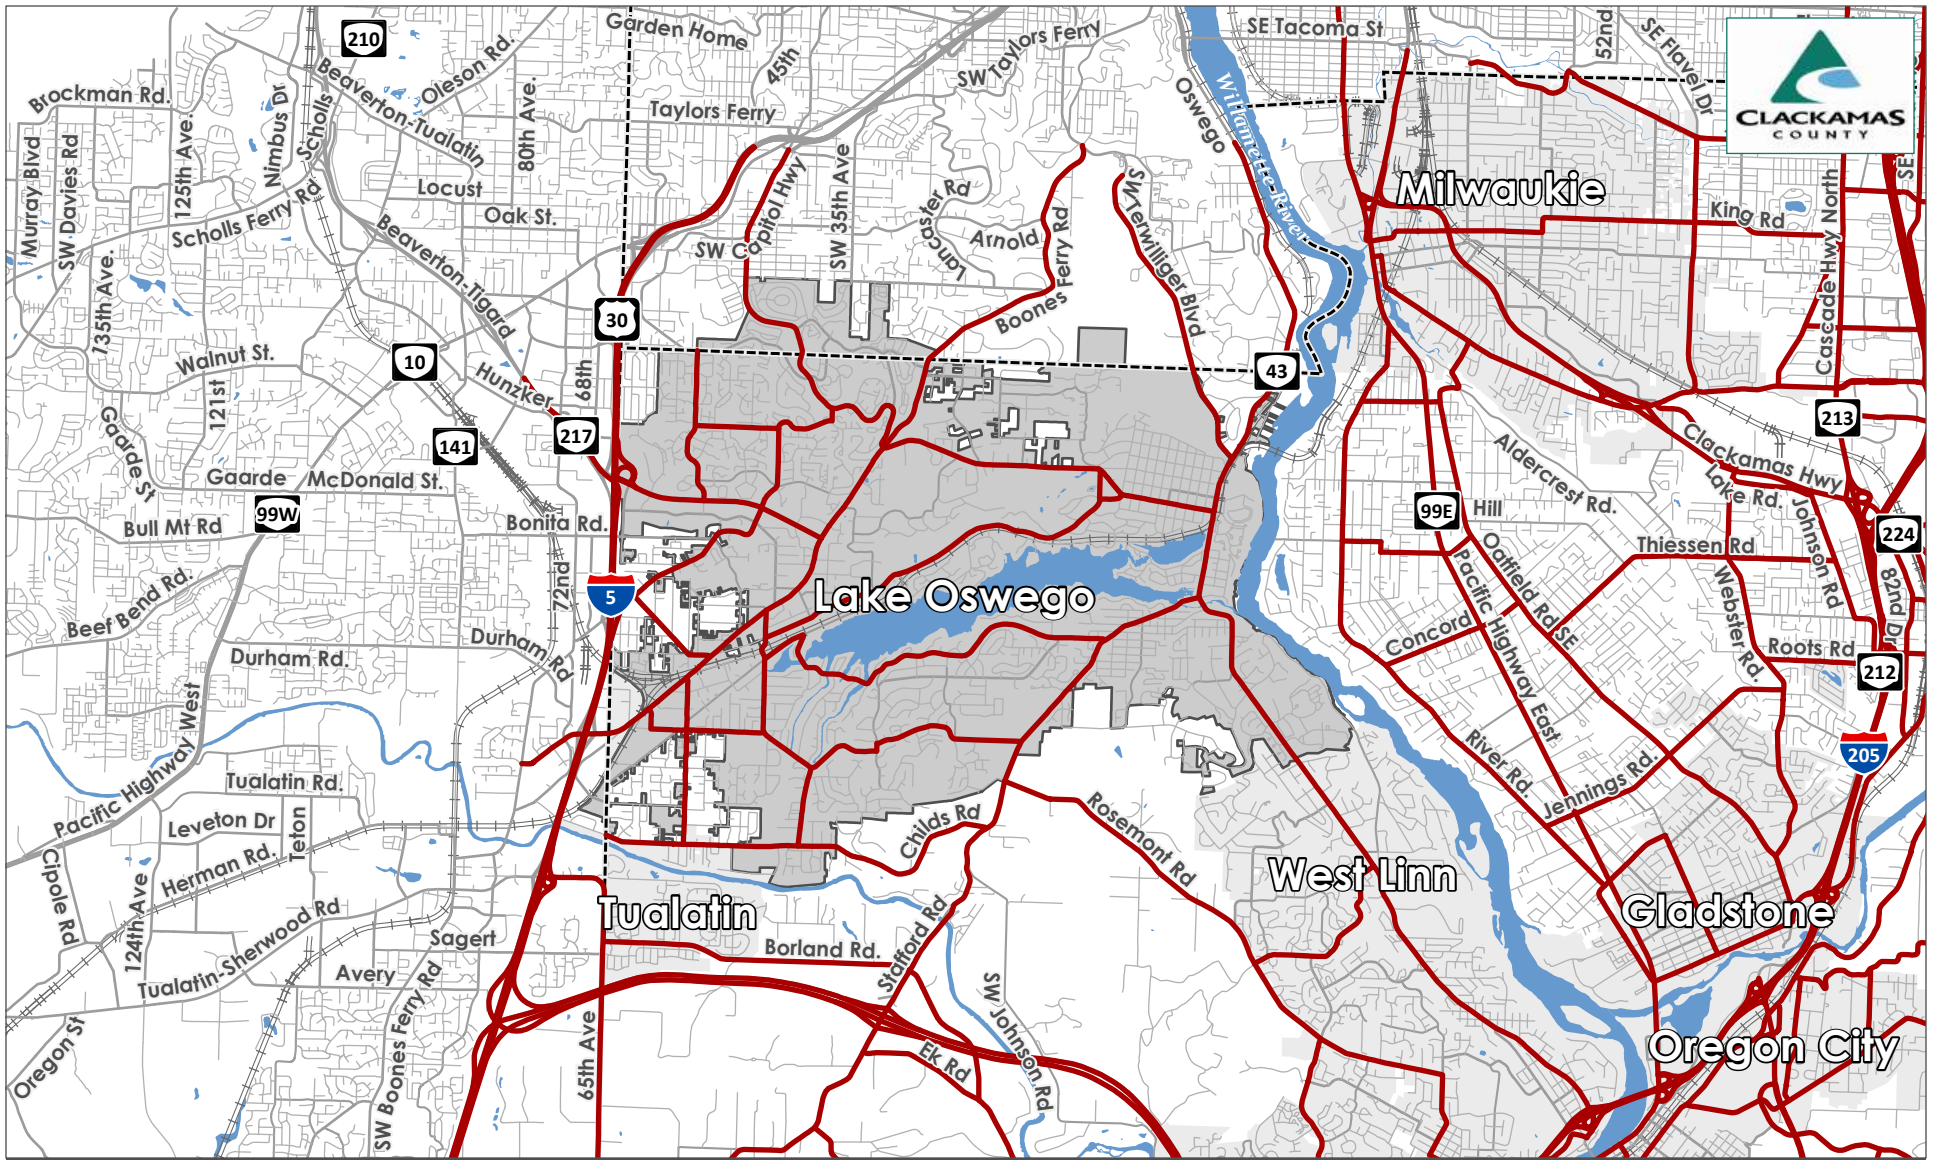 210
Garden Home
45th
SW Taylors Ferry
SE Tacoma St
52nd
SE Flavel Dr
CLACKAMAS
COUNTY
Brockman Rd.
Beaverton-Tualatin
Oleson Rd.
80th Ave.
Taylors Ferry
Oswego
Willamette River
Murray Blvd
SW Davies Rd
125th Ave.
Nimbus Dr
Scholls
Locust
Oak St.
Scholls Ferry Rd
Beaverton-Tigard
SW Capitol Hwy
SW 35th Ave
Lancaster Rd
Lancaster
Arnold
Boones Ferry Rd
SW Terwilliger Blvd
Milwaukie
King Rd
Cascade Hwy North
SE
135th Ave.
30
Walnut St.
10
Hunzker
68th
43
121st
Gaarde St
217
141
213
Gaarde
McDonald St.
Aldercrest Rd.
Clackamas Hwy
Lake Rd.
Johnson Rd
99W
Bull Mt Rd
Bonita Rd.
99E
Hill
224
Thiessen Rd
72nd
5
Lake Oswego
Oatfield Rd SE
Pacific Highway East
Webster Rd.
82nd Dr
Beef Bend Rd.
Durham Rd.
Durham Rd
Concord
Roots Rd
212
Pacific Highway West
River Rd.
Jennings Rd.
205
Tualatin Rd.
Leveton Dr
Teton
Herman Rd.
Childs Rd
Rosemont Rd
Cipole Rd
124th Ave
Tualatin-Sherwood Rd
West Linn
Gladstone
Tualatin
Sagert
Borland Rd.
Stafford Rd
Avery
SW Boones Ferry Rd
SW Johnson Rd
Oregon St
65th Ave
Ek Rd
Oregon City